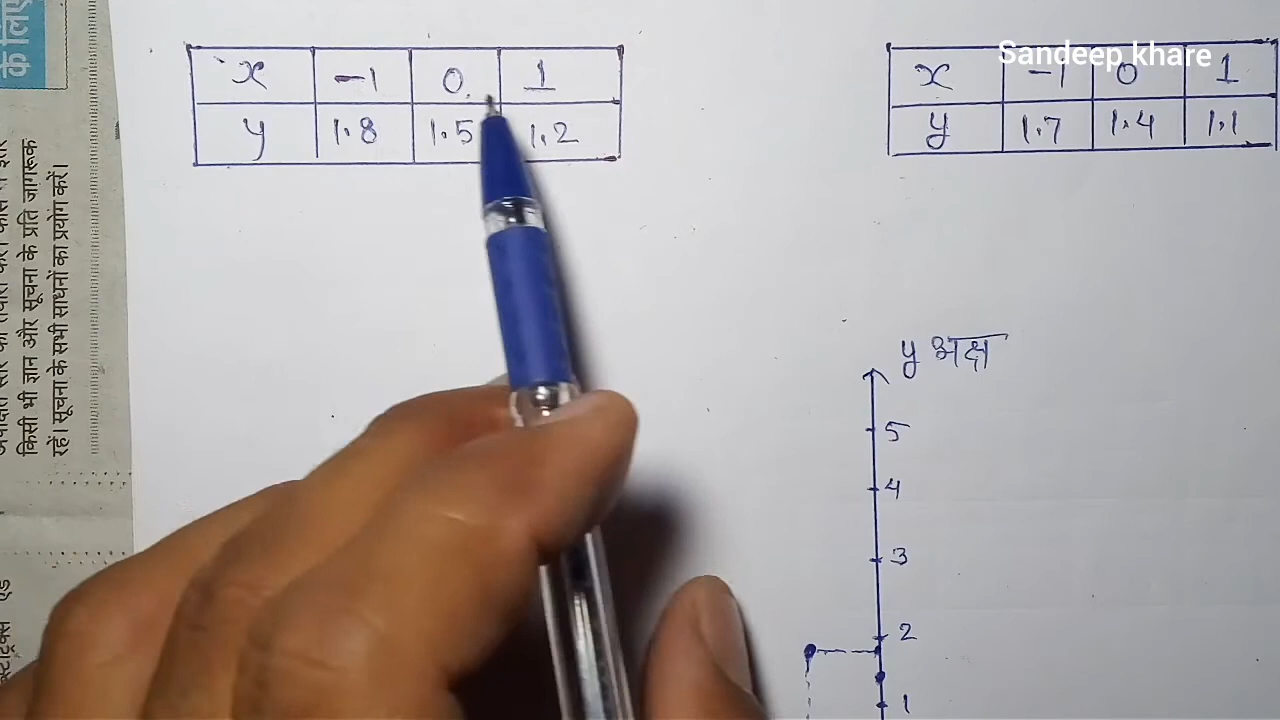 Sandeep khare
x -1 0 1
y 1.8 1.5 1.2
x -1 0 1
y 1.7 1.4 1.1
y अक्ष
5
4
3
2
1
के लिए
किसी भी ज्ञान और सूचना के प्रति जागरूक
रहें। सूचना के सभी साधनों का प्रयोग करें।